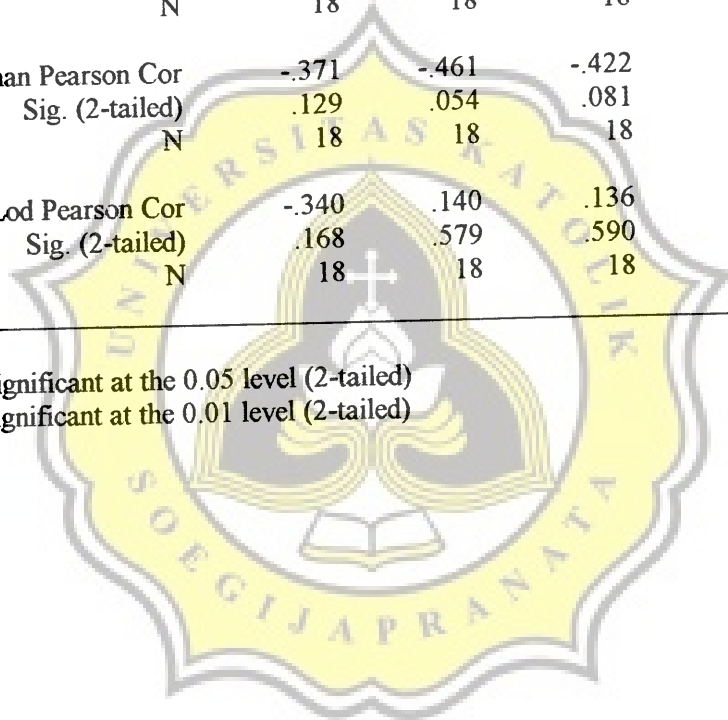 N 18 18 18
nan Pearson Cor -.371 -.461 -.422
Sig. (2-tailed) .129 .054 .081
N 18 18 18
Lod Pearson Cor -.340 .140 .136
Sig. (2-tailed) .168 .579 .590
N 18 18 18
ignificant at the 0.05 level (2-tailed)
gnificant at the 0.01 level (2-tailed)
UNIVERSITAS KATOLIK
SOEGIJAPRANATA